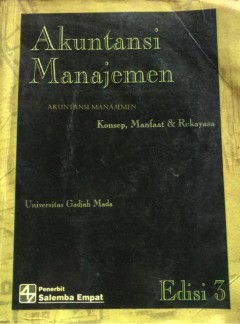 Akuntansi
Manajemen
AKUNTANSI MANAJEMEN
Konsep, Manfaat & Rekayasa
Universitas Gadjah Mada
Edisi 3
Penerbit
Salemba Empat